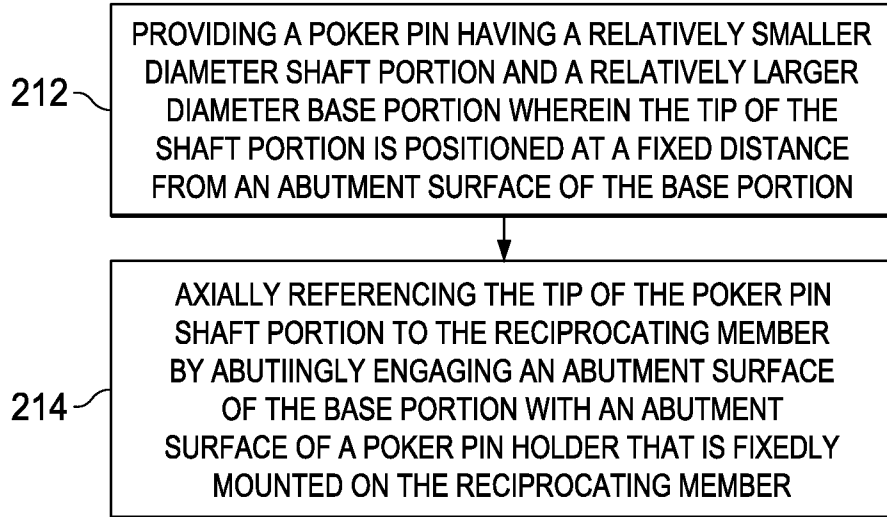 PROVIDING A POKER PIN HAVING A RELATIVELY SMALLER
DIAMETER SHAFT PORTION AND A RELATIVELY LARGER
212
DIAMETER BASE PORTION WHEREIN THE TIP OF THE
SHAFT PORTION IS POSITIONED AT A FIXED DISTANCE
FROM AN ABUTMENT SURFACE OF THE BASE PORTION
AXIALLY REFERENCING THE TIP OF THE POKER PIN
SHAFT PORTION TO THE RECIPROCATING MEMBER
BY ABUTIINGLY ENGAGING AN ABUTMENT SURFACE
214
OF THE BASE PORTION WITH AN ABUTMENT
SURFACE OF A POKER PIN HOLDER THAT IS FIXEDLY
MOUNTED ON THE RECIPROCATING MEMBER